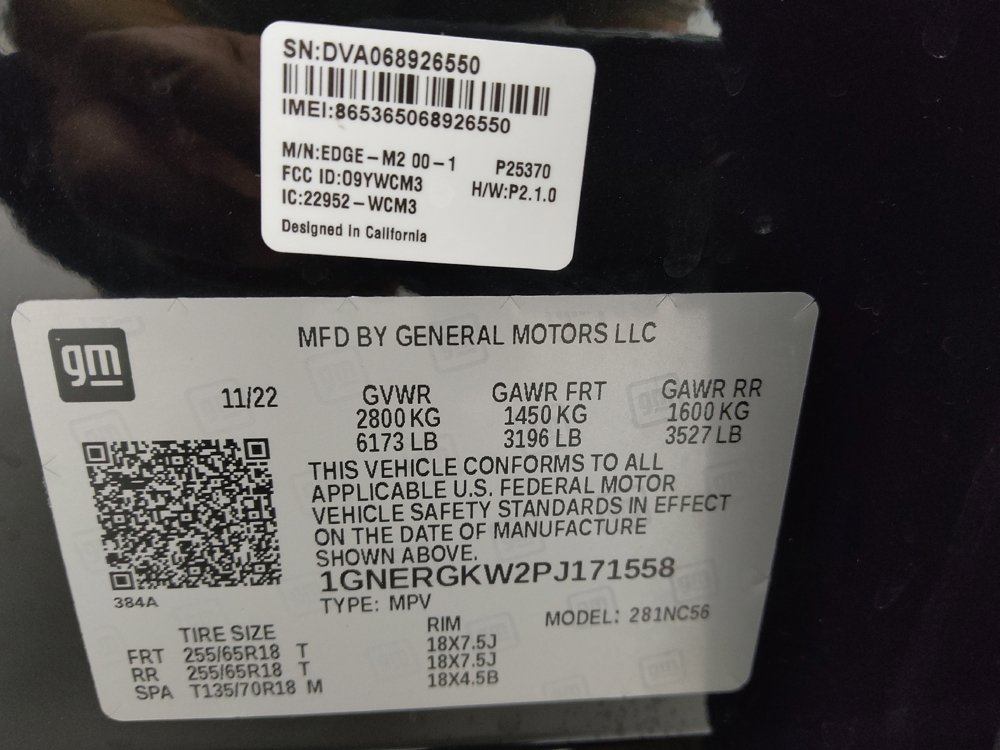 SN:DVA068926550
IMEI:865365068926550
M/N:EDGE-M2 00-1 P25370
FCC ID:O9YWCM3 H/W:P2.1.0
IC:22952-WCM3
Designed in California
gm
MFD BY GENERAL MOTORS LLC
11/22 GVWR GAWR FRT GAWR RR
2800 KG 1450 KG 1600 KG
6173 LB 3196 LB 3527 LB
THIS VEHICLE CONFORMS TO ALL
APPLICABLE U.S. FEDERAL MOTOR
VEHICLE SAFETY STANDARDS IN EFFECT
ON THE DATE OF MANUFACTURE
SHOWN ABOVE.
1GNERGKW2PJ171558
384A
TYPE: MPV MODEL: 281NC56
TIRE SIZE RIM
FRT 255/65R18 T 18X7.5J
RR 255/65R18 T 18X7.5J
SPA T135/70R18 M 18X4.5B